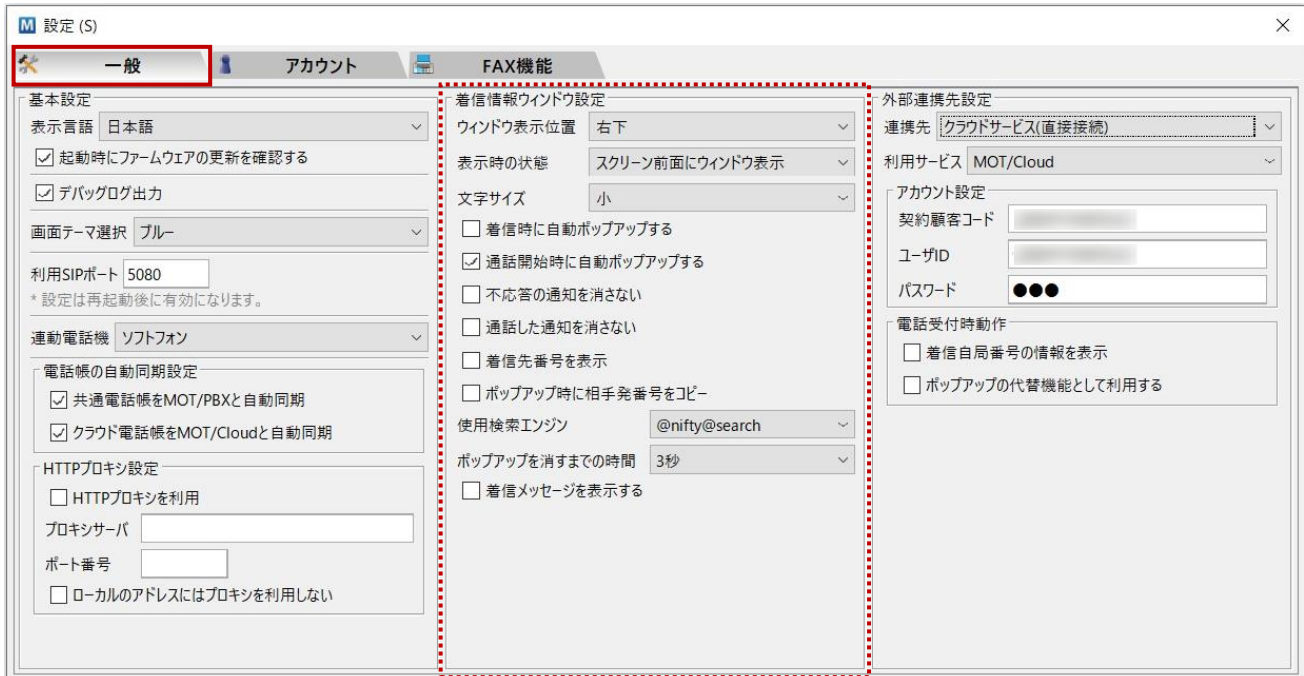 M 設定 (S)
一般
アカウント
FAX機能
基本設定
表示言語 日本語
起動時にファームウェアの更新を確認する
デバッグログ出力
画面テーマ選択 ブルー
利用SIPポート 5080
* 設定は再起動後に有効になります。
連動電話機 ソフトフォン
電話帳の自動同期設定
共通電話帳をMOT/PBXと自動同期
クラウド電話帳をMOT/Cloudと自動同期
HTTPプロキシ設定
HTTPプロキシを利用
プロキシサーバ
ポート番号
ローカルのアドレスにはプロキシを利用しない
着信情報ウィンドウ設定
ウィンドウ表示位置 右下
表示時の状態 スクリーン前面にウィンドウ表示
文字サイズ 小
着信時に自動ポップアップする
通話開始時に自動ポップアップする
不応答の通知を消さない
通話した通知を消さない
着信先番号を表示
ポップアップ時に相手発番号をコピー
使用検索エンジン @nifty@search
ポップアップを消すまでの時間 3秒
着信メッセージを表示する
外部連携先設定
連携先 クラウドサービス(直接接続)
利用サービス MOT/Cloud
アカウント設定
契約顧客コード
ユーザID
パスワード ●●●
電話受付時動作
着信自局番号の情報を表示
ポップアップの代替機能として利用する